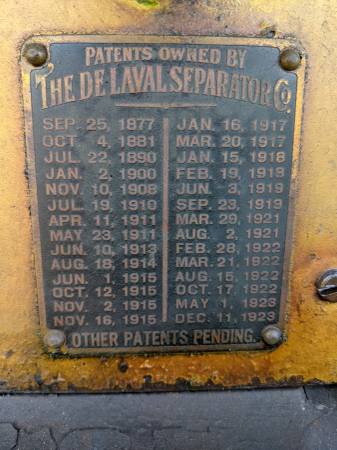 PATENTS OWNED BY
THE DE LAVAL SEPARATOR CO.
SEP. 25, 1877 JAN. 16, 1917
OCT. 4, 1881 MAR. 20, 1917
JUL. 22, 1890 JAN. 15, 1918
JAN. 2, 1900 FEB. 19, 1918
NOV. 10, 1908 JUN. 3, 1919
JUL. 19, 1910 SEP. 23, 1919
APR. 11, 1911 MAR. 29, 1921
MAY 23, 1911 AUG. 2, 1921
JUN. 10, 1913 FEB. 28, 1922
AUG. 18, 1914 MAR. 21, 1922
JUN. 1, 1915 AUG. 15, 1922
OCT. 12, 1915 OCT. 17, 1922
NOV. 2, 1915 MAY 1, 1923
NOV. 16, 1915 DEC. 11, 1923
OTHER PATENTS PENDING.